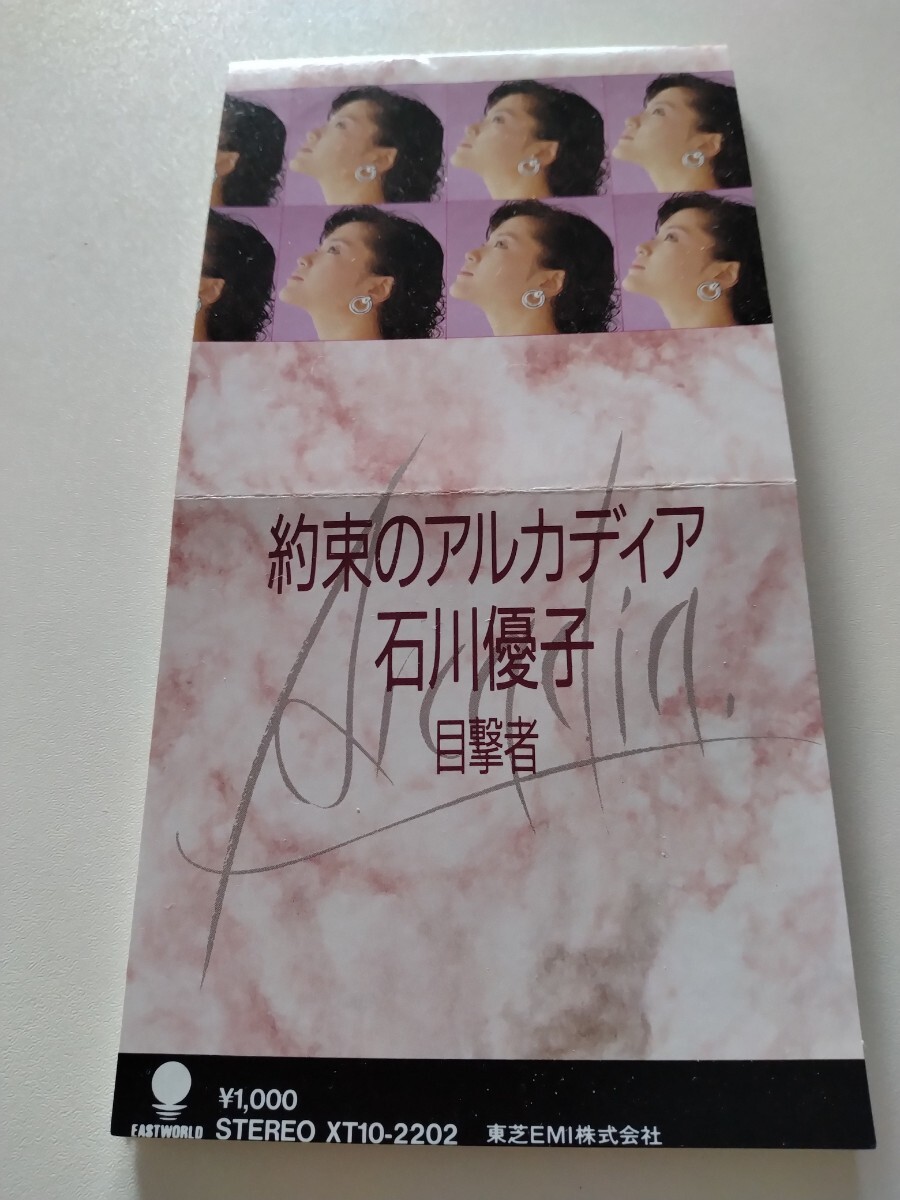 約束のアルカディア
石川優子
目撃者
Arcadia.
¥1,000
EASTWORLD STEREO XT10-2202 東芝EMI株式会社